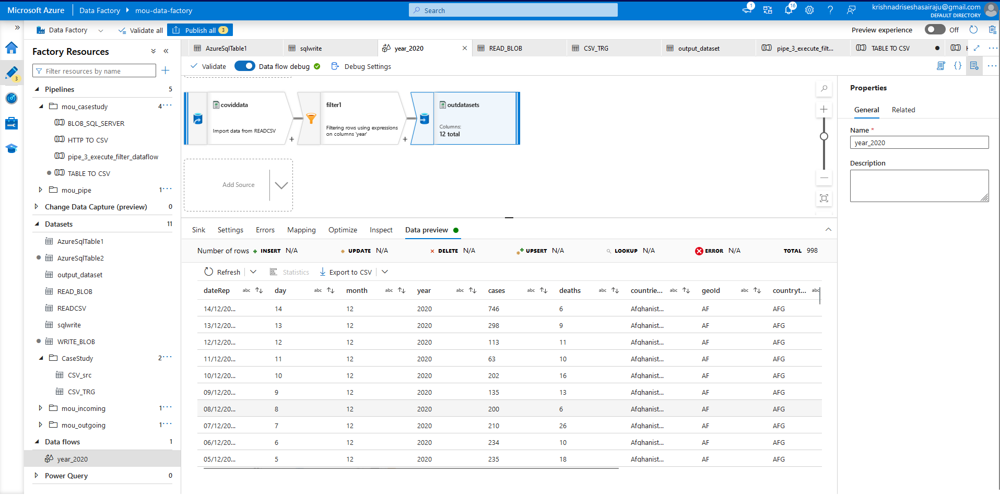 Microsoft Azure Data Factory mou-data-factory Search 1 16 krishnadriseshasairaju@gmail.com
DEFAULT DIRECTORY
Data Factory Validate all Publish all 3 Preview experience Off
Factory Resources
AzureSqlTable1 sqlwrite year_2020 READ_BLOB CSV_TRG output_dataset pipe_3_execute_filt... TABLE TO CSV
Validate Data flow debug Debug Settings
Filter resources by name
3
Pipelines 5
mou_casestudy 4
BLOB_SQL_SERVER
HTTP TO CSV
pipe_3_execute_filter_dataflow
TABLE TO CSV
mou_pipe 1
Change Data Capture (preview) 0
Datasets 11
AzureSqlTable1
AzureSqlTable2
output_dataset
READ_BLOB
READCSV
sqlwrite
WRITE_BLOB
CaseStudy 2
CSV_src
CSV_TRG
mou_incoming 1
mou_outgoing 1
Data flows 1
year_2020
Power Query 0
coviddata
Import data from READCSV
filter1
Filtering rows using expressions
on columns 'year'
outdatasets
Columns:
12 total
Add Source
Properties
General Related
Name *
year_2020
Description
Sink Settings Errors Mapping Optimize Inspect Data preview
Number of rows INSERT N/A UPDATE N/A DELETE N/A UPSERT N/A LOOKUP N/A ERROR N/A TOTAL 998
Refresh Statistics Export to CSV
dateRep abc day abc month abc year abc cases abc deaths abc countrie... abc geoId abc countryt... abc
14/12/20... 14 12 2020 746 6 Afghanist... AF AFG
13/12/20... 13 12 2020 298 9 Afghanist... AF AFG
12/12/20... 12 12 2020 113 11 Afghanist... AF AFG
11/12/20... 11 12 2020 63 10 Afghanist... AF AFG
10/12/20... 10 12 2020 202 16 Afghanist... AF AFG
09/12/20... 9 12 2020 135 13 Afghanist... AF AFG
08/12/20... 8 12 2020 200 6 Afghanist... AF AFG
07/12/20... 7 12 2020 210 26 Afghanist... AF AFG
06/12/20... 6 12 2020 234 10 Afghanist... AF AFG
05/12/20... 5 12 2020 235 18 Afghanist... AF AFG